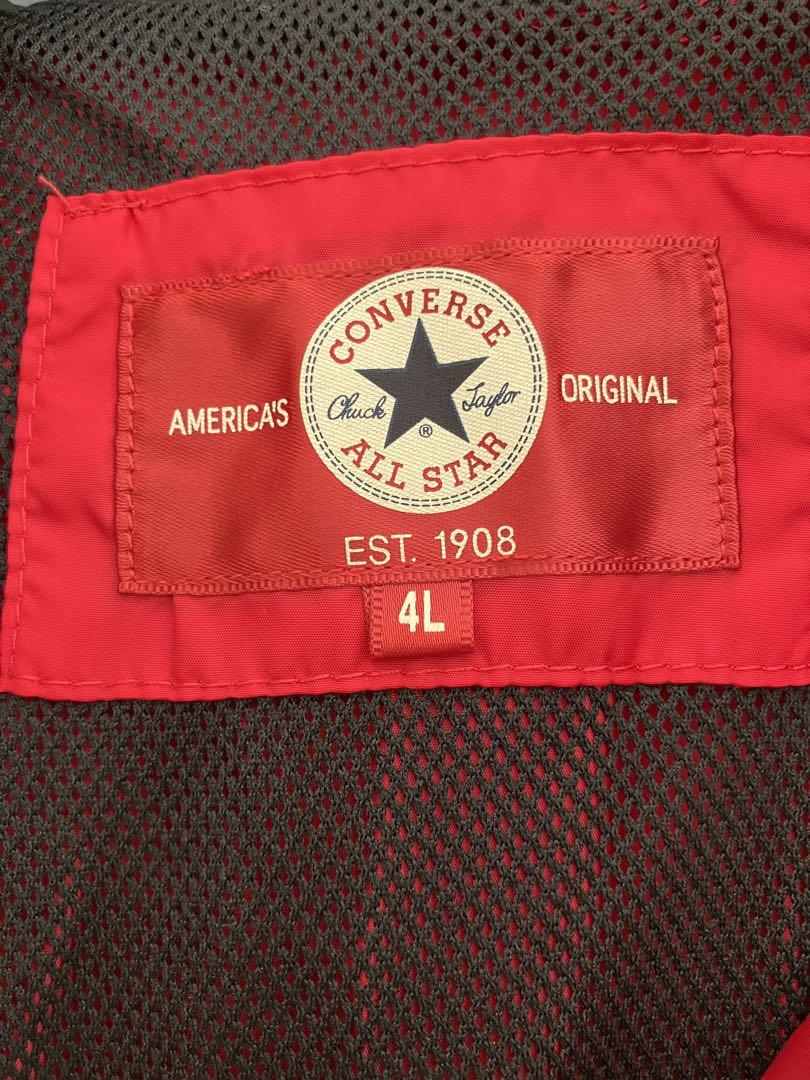 CONVERSE
Chuck Taylor
®
ALL STAR
AMERICA'S
ORIGINAL
EST. 1908
4L